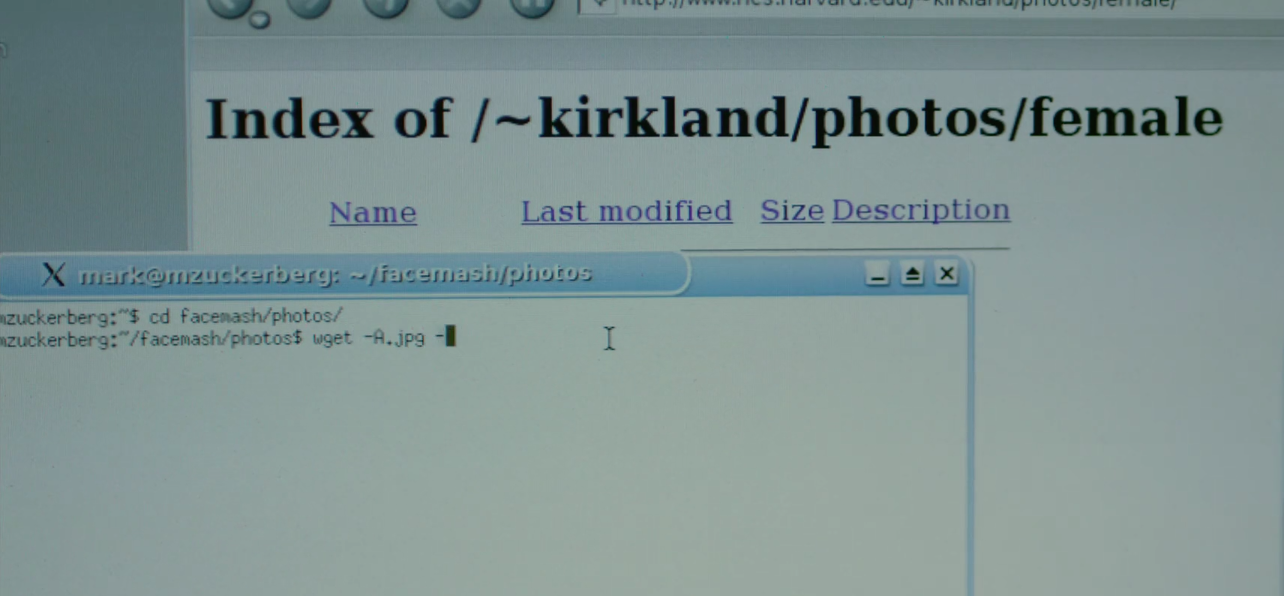 http://www.hcs.harvard.edu/~kirkland/photos/female/
Index of /~kirkland/photos/female
Name Last modified Size Description
X mark@mzuckerberg: ~/facemash/photos
mzuckerberg:~$ cd facemash/photos/
mzuckerberg:~/facemash/photos$ wget -A.jpg -